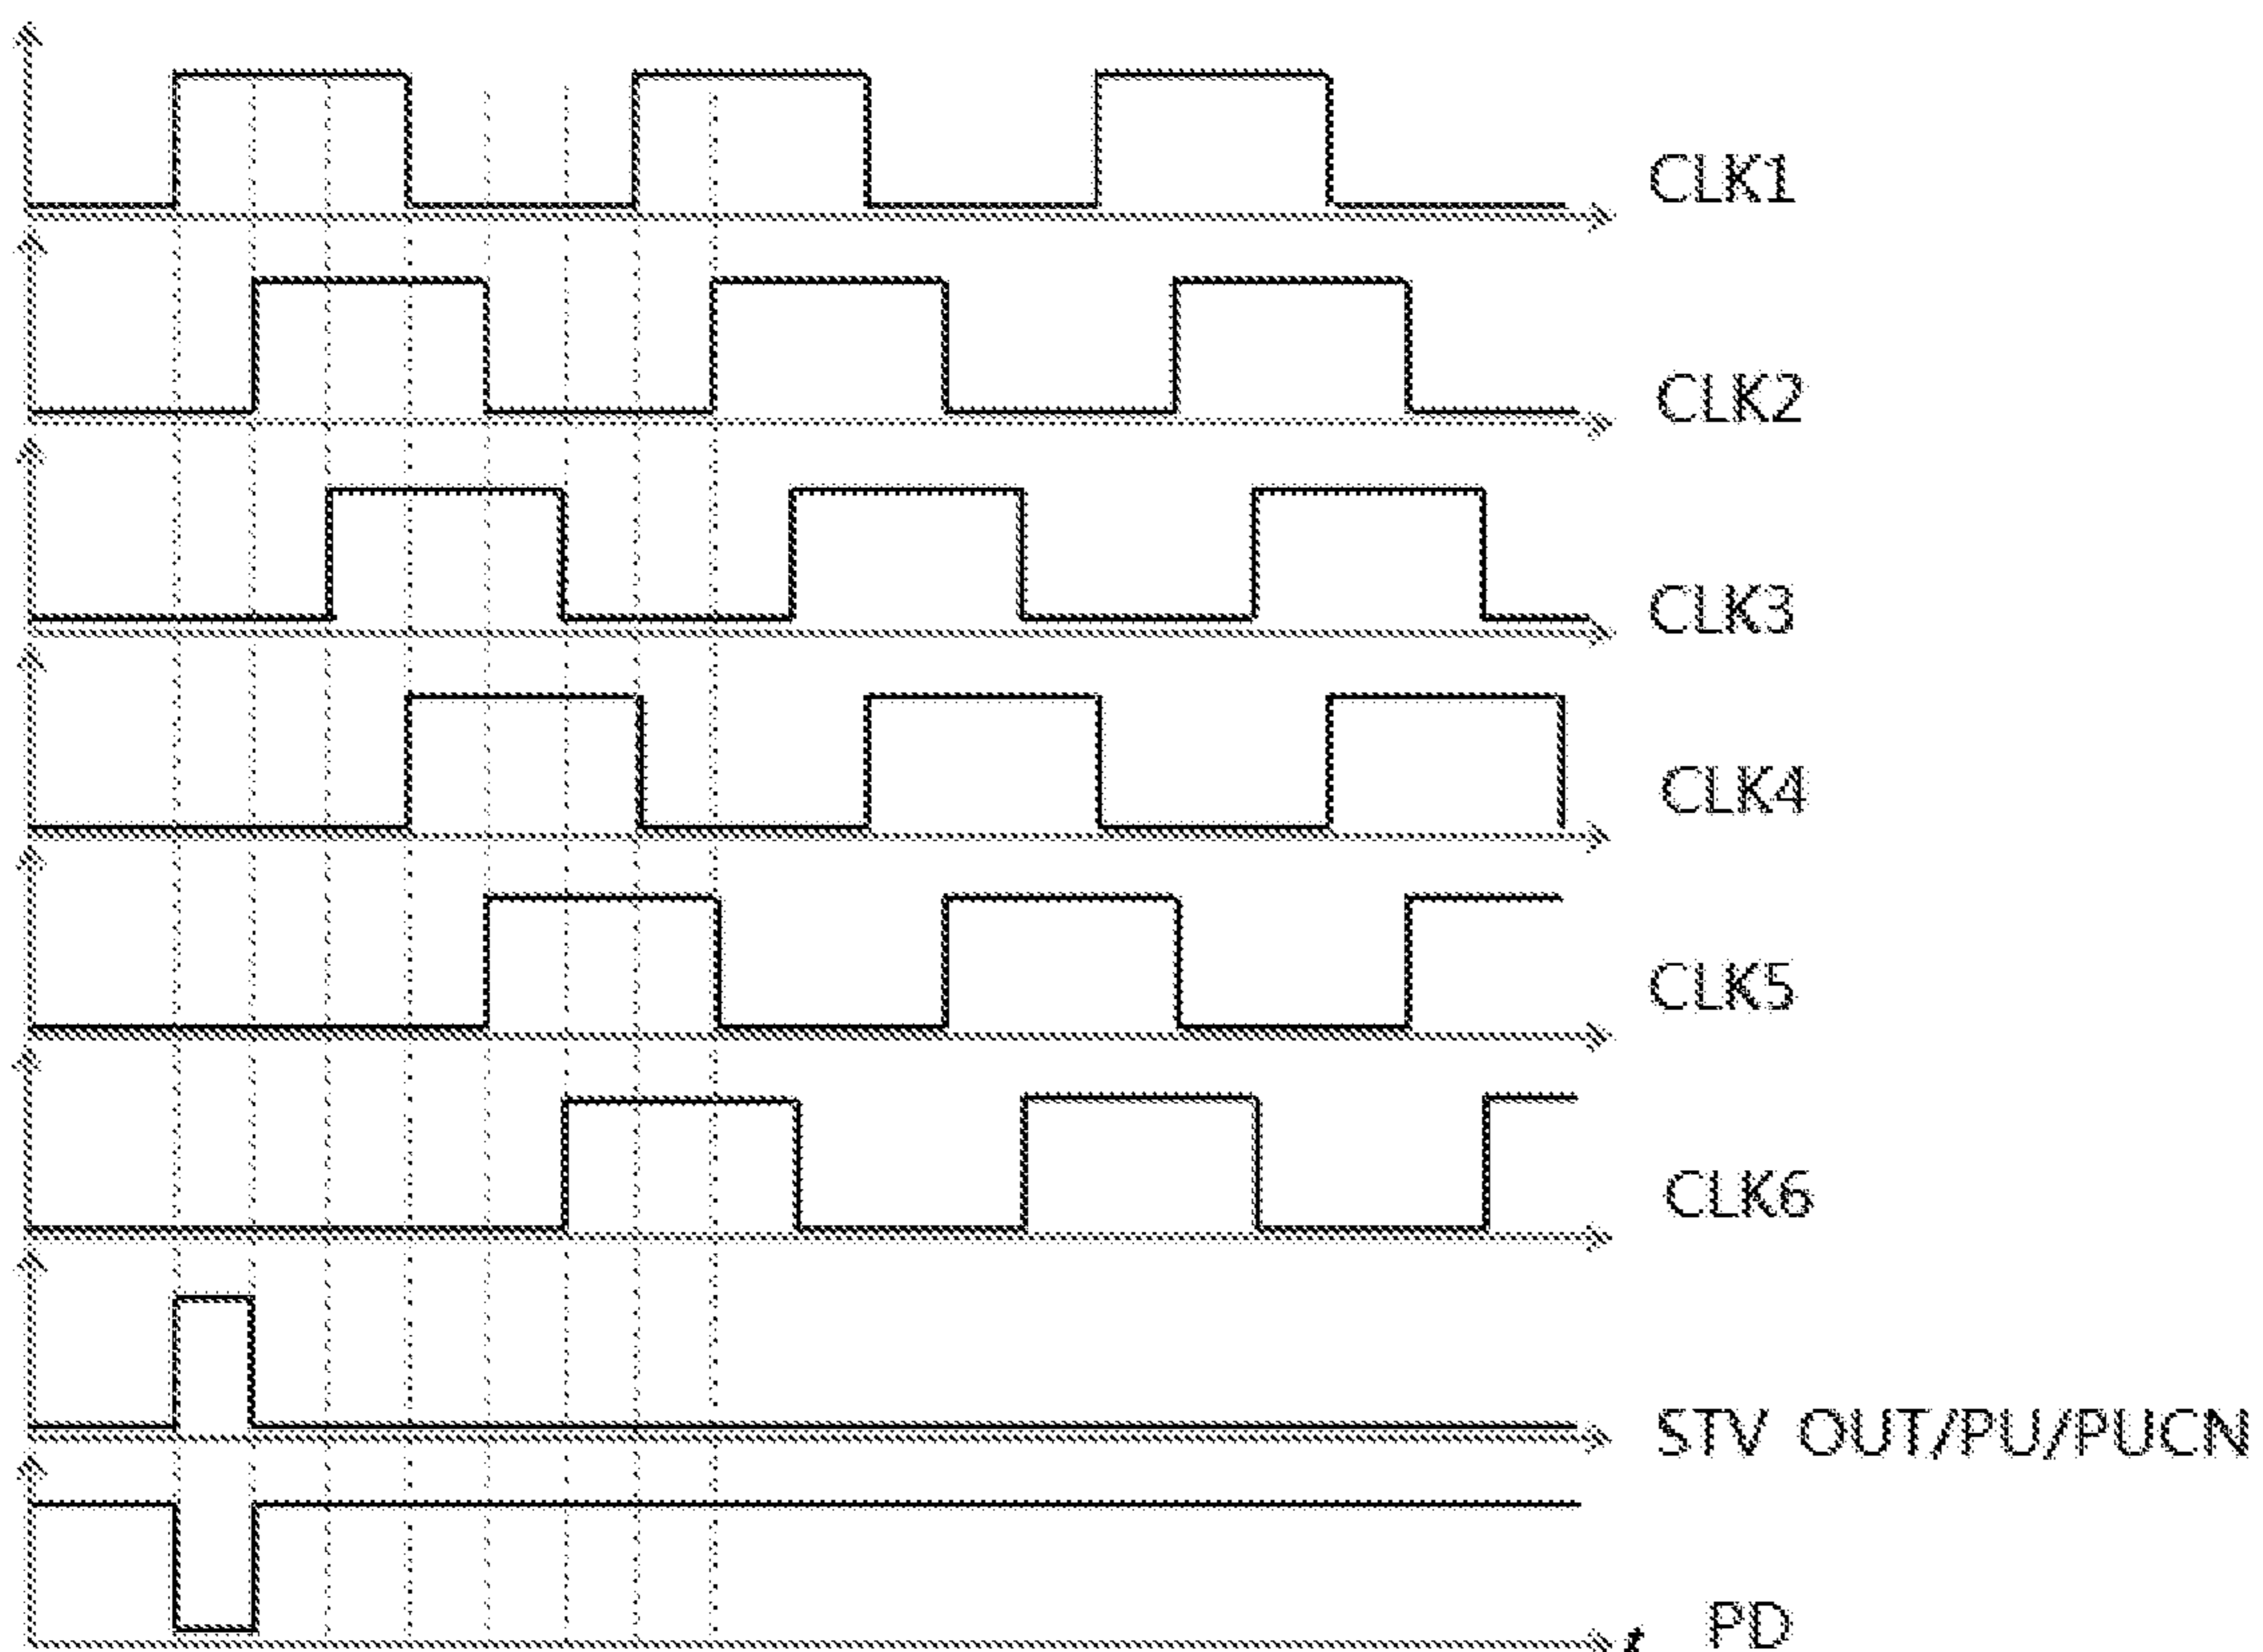 CLK1
CLK2
CLK3
CLK4
CLK5
CLK6
STV OUT/PU/PUCN
t PD